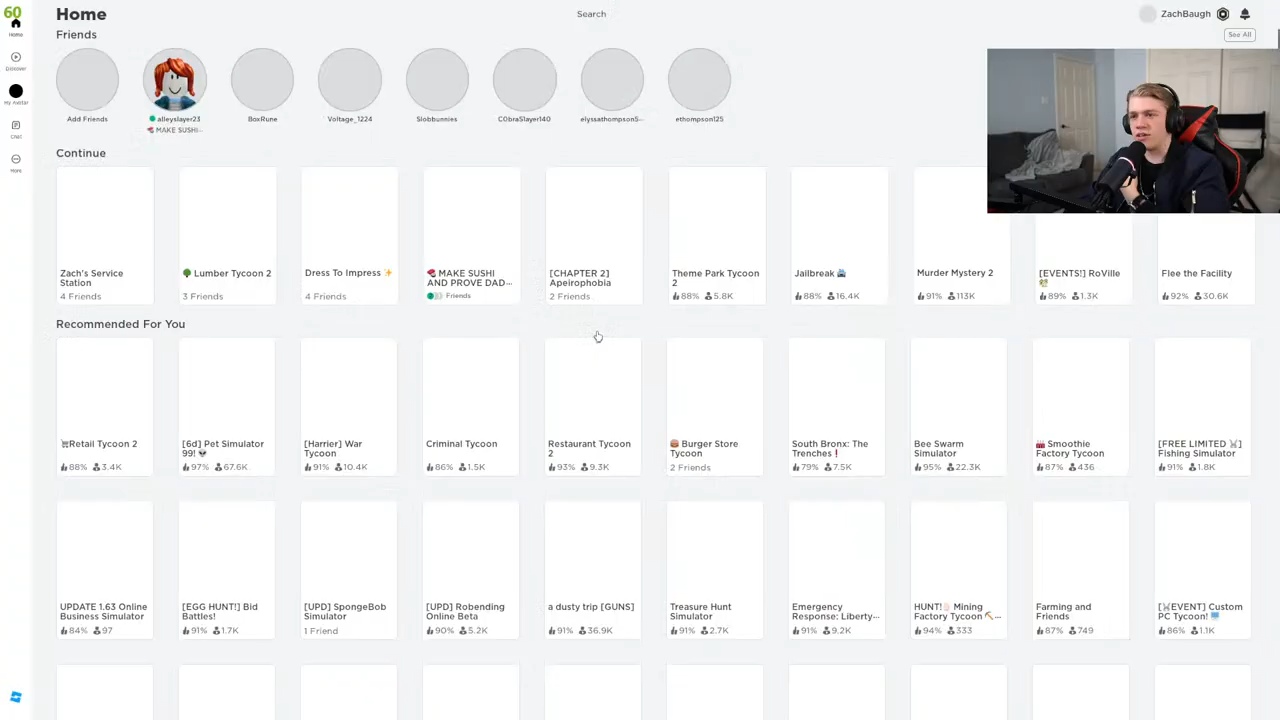 60
Home
Search
ZachBaugh
Home
Friends
See All
Discover
My Avatar
Chat
More
Add Friends
alleyslayer23
BoxRune
Voltage_1224
Slobbunnies
C0braSlayer140
elyssathompsonS...
ethompson125
MAKE SUSHI...
Continue
Zach's Service
Station
4 Friends
Lumber Tycoon 2
3 Friends
Dress To Impress ✨
4 Friends
MAKE SUSHI
AND PROVE DAD...
Friends
[CHAPTER 2]
Apeirophobia
2 Friends
Theme Park Tycoon
2
88% 5.8K
Jailbreak
88% 16.4K
Murder Mystery 2
91% 113K
[EVENTS!] RoVille
89% 1.3K
Flee the Facility
92% 30.6K
Recommended For You
🛒Retail Tycoon 2
88% 3.4K
[6d] Pet Simulator
99! 👽
97% 67.6K
[Harrier] War
Tycoon
91% 10.4K
Criminal Tycoon
86% 1.5K
Restaurant Tycoon
2
93% 9.3K
🍔 Burger Store
Tycoon
2 Friends
South Bronx: The
Trenches❗
79% 7.5K
Bee Swarm
Simulator
95% 22.3K
Smoothie
Factory Tycoon
87% 436
[FREE LIMITED]
Fishing Simulator
91% 1.8K
UPDATE 1.63 Online
Business Simulator
84% 97
[EGG HUNT!] Bid
Battles!
91% 1.7K
[UPD] SpongeBob
Simulator
1 Friend
[UPD] Robending
Online Beta
90% 5.2K
a dusty trip [GUNS]
91% 36.9K
Treasure Hunt
Simulator
91% 2.7K
Emergency
Response: Liberty...
91% 9.2K
HUNT! Mining
Factory Tycoon ⛏...
94% 333
Farming and
Friends
87% 749
[EVENT] Custom
PC Tycoon!
86% 1.1K